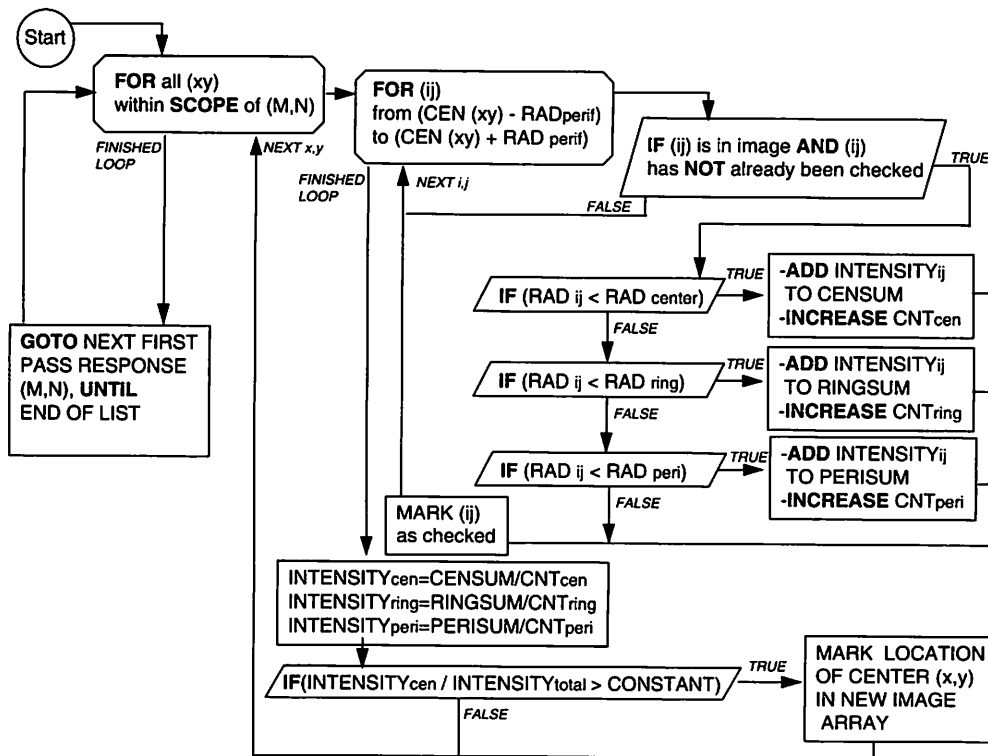 Start
FOR all (xy)
within SCOPE of (M,N)
FOR (ij)
from (CEN (xy) - RADperif)
to (CEN (xy) + RAD perif)
IF (ij) is in image AND (ij)
has NOT already been checked
TRUE
FALSE
FINISHED
LOOP
NEXT x,y
FINISHED
LOOP
NEXT i,j
GOTO NEXT FIRST
PASS RESPONSE
(M,N), UNTIL
END OF LIST
IF (RAD ij < RAD center)
TRUE
-ADD INTENSITYij
TO CENSUM
-INCREASE CNTcen
FALSE
IF (RAD ij < RAD ring)
TRUE
-ADD INTENSITYij
TO RINGSUM
-INCREASE CNTring
FALSE
IF (RAD ij < RAD peri)
TRUE
-ADD INTENSITYij
TO PERISUM
-INCREASE CNTperi
FALSE
MARK (ij)
as checked
INTENSITYcen=CENSUM/CNTcen
INTENSITYring=RINGSUM/CNTring
INTENSITYperi=PERISUM/CNTperi
IF(INTENSITYcen / INTENSITYtotal > CONSTANT)
TRUE
FALSE
MARK LOCATION
OF CENTER (x,y)
IN NEW IMAGE
ARRAY